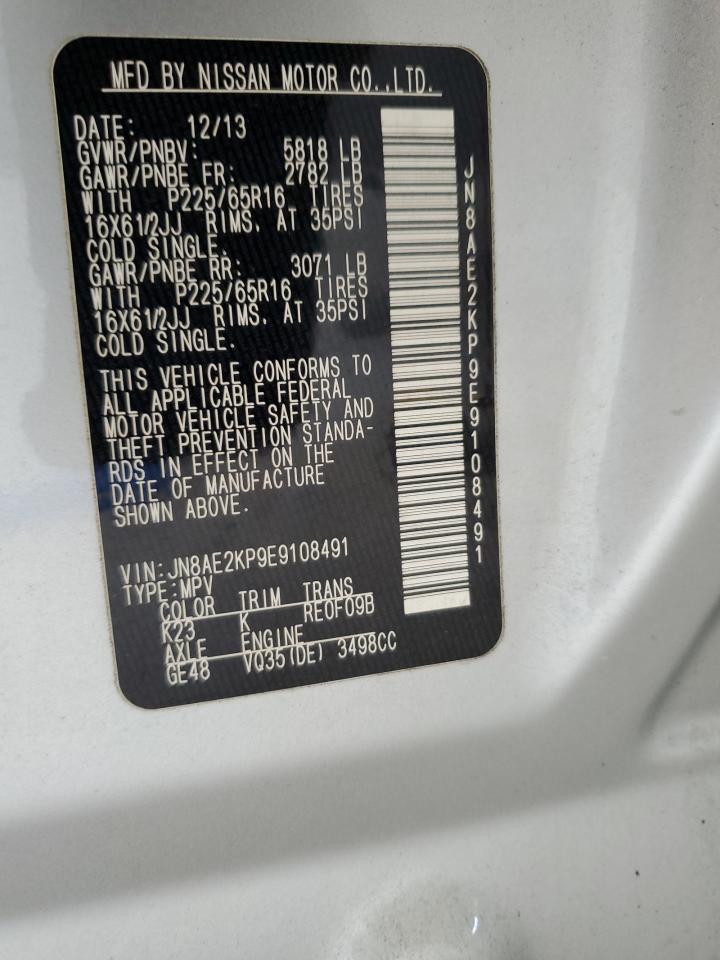 MFD BY NISSAN MOTOR CO.,LTD.
DATE: 12/13
GVWR/PNBV: 5818 LB
GAWR/PNBE FR: 2782 LB
WITH P225/65R16 TIRES
16X61/2JJ RIMS, AT 35PSI
COLD SINGLE.
GAWR/PNBE RR: 3071 LB
WITH P225/65R16 TIRES
16X61/2JJ RIMS, AT 35PSI
COLD SINGLE.
THIS VEHICLE CONFORMS TO
ALL APPLICABLE FEDERAL
MOTOR VEHICLE SAFETY AND
THEFT PREVENTION STANDA-
RDS IN EFFECT ON THE
DATE OF MANUFACTURE
SHOWN ABOVE.
VIN:JN8AE2KP9E9108491
TYPE:MPV
COLOR TRIM TRANS
K23 K RE0F09B
AXLE ENGINE
GE48 VQ35(DE) 3498CC
JN8AE2KP9E9108491